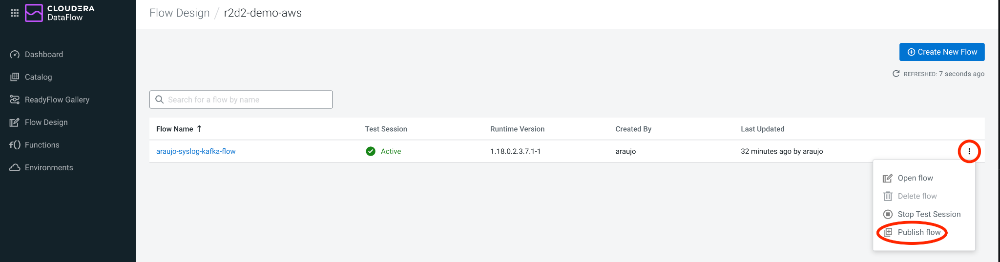 CLOUDERA
DataFlow
Dashboard
Catalog
ReadyFlow Gallery
Flow Design
Functions
Environments
Flow Design / r2d2-demo-aws
Create New Flow
REFRESHED: 7 seconds ago
Search for a flow by name
Flow Name ↑ Test Session Runtime Version Created By Last Updated
araujo-syslog-kafka-flow Active 1.18.0.2.3.7.1-1 araujo 32 minutes ago by araujo
Open flow
Delete flow
Stop Test Session
Publish flow